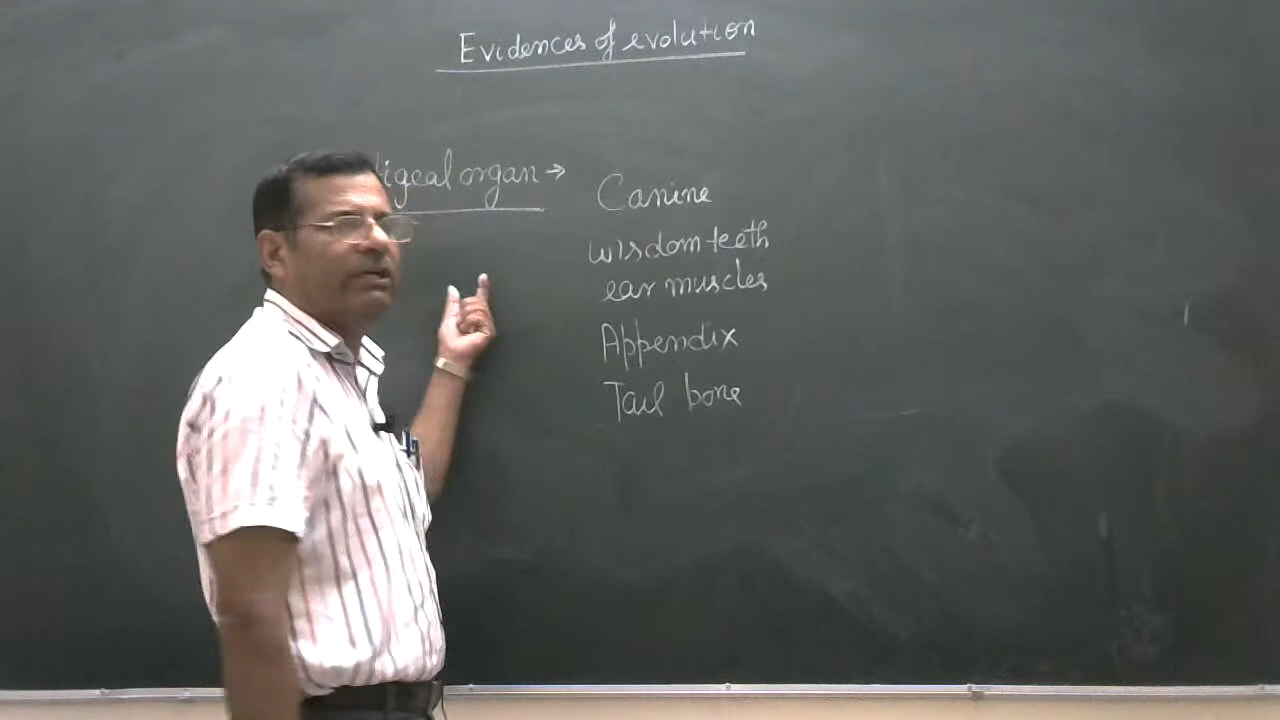 Evidences of evolution
tigeal organ →
Canine
wisdom teeth
ear muscles
Appendix
Tail bone